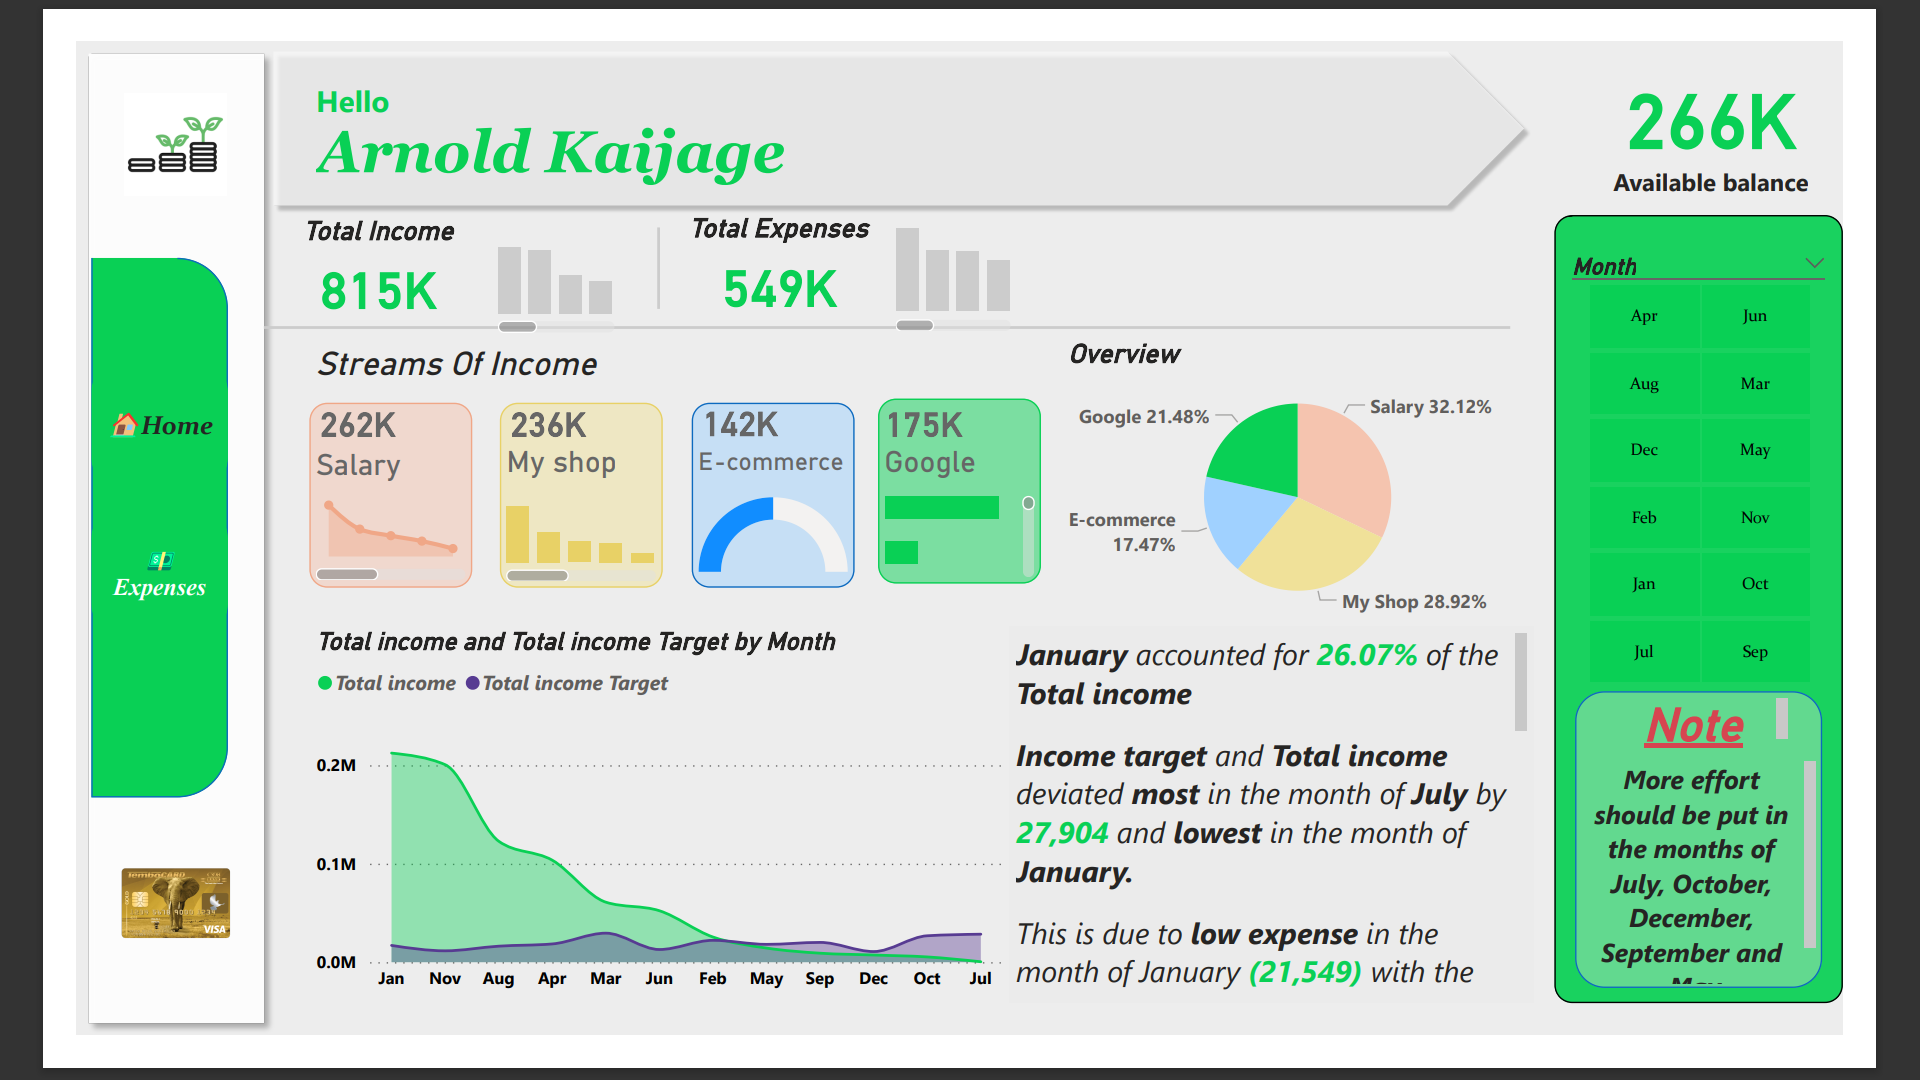 Hello
Arnold Kaijage
266K
Available balance
Total Income
815K
Total Expenses
549K
Month
Apr
Jun
Aug
Mar
Dec
May
Feb
Nov
Jan
Oct
Jul
Sep
Home
Expenses
Streams Of Income
262K
Salary
236K
My shop
142K
E-commerce
175K
Google
Overview
Google 21.48%
Salary 32.12%
E-commerce
17.47%
My Shop 28.92%
Total income and Total income Target by Month
Total income
Total income Target
0.2M
0.1M
0.0M
Jan
Nov
Aug
Apr
Mar
Jun
Feb
May
Sep
Dec
Oct
Jul
January accounted for 26.07% of the
Total income
Income target and Total income
deviated most in the month of July by
27,904 and lowest in the month of
January.
This is due to low expense in the
month of January (21,549) with the
Note
More effort
should be put in
the months of
July, October,
December,
September and
TemboCARD
VISA